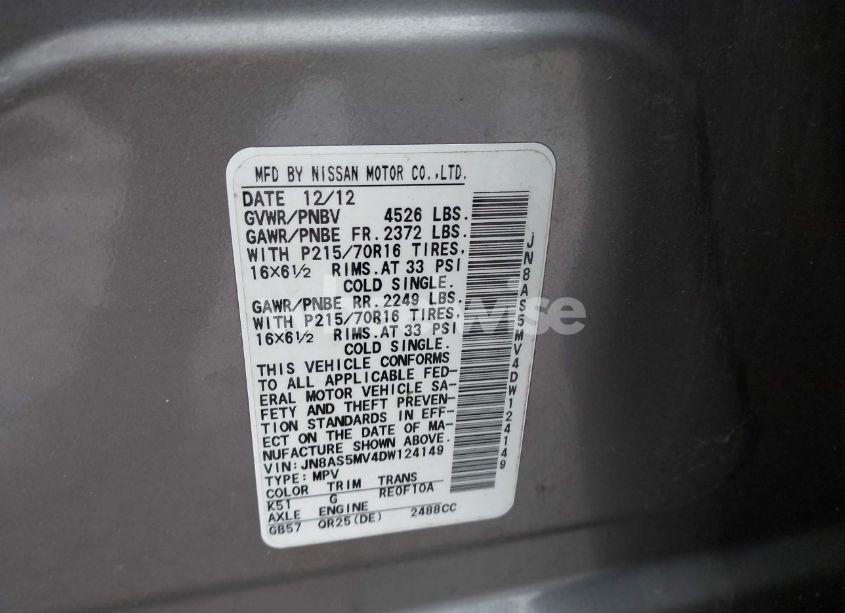 MFD BY NISSAN MOTOR CO.,LTD.
DATE 12/12
GVWR/PNBV 4526 LBS.
GAWR/PNBE FR. 2372 LBS.
WITH P215/70R16 TIRES,
16X6½ RIMS.AT 33 PSI
COLD SINGLE.
GAWR/PNBE RR. 2249 LBS.
WITH P215/70R16 TIRES,
16X6½ RIMS.AT 33 PSI
COLD SINGLE.
THIS VEHICLE CONFORMS
TO ALL APPLICABLE FED-
ERAL MOTOR VEHICLE SA-
FETY AND THEFT PREVEN-
TION STANDARDS IN EFF-
ECT ON THE DATE OF MA-
NUFACTURE SHOWN ABOVE.
VIN: JN8AS5MV4DW124149
TYPE: MPV
COLOR TRIM TRANS
K51 G RE0F10A
AXLE ENGINE
GB57 QR25(DE) 2488CC
JN8AS5MV4DW124149